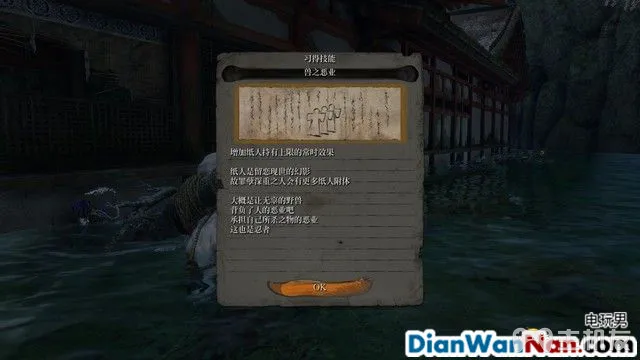 习得技能
兽之恶业
增加纸人持有上限的常时效果
纸人是留恋现世的幻影
故罪孽深重之人会有更多纸人附体
大概是让无辜的野兽
背负了人的恶业吧
承担自己所杀之物的恶业
这也是忍者
OK
电玩男
DianWanNan.com